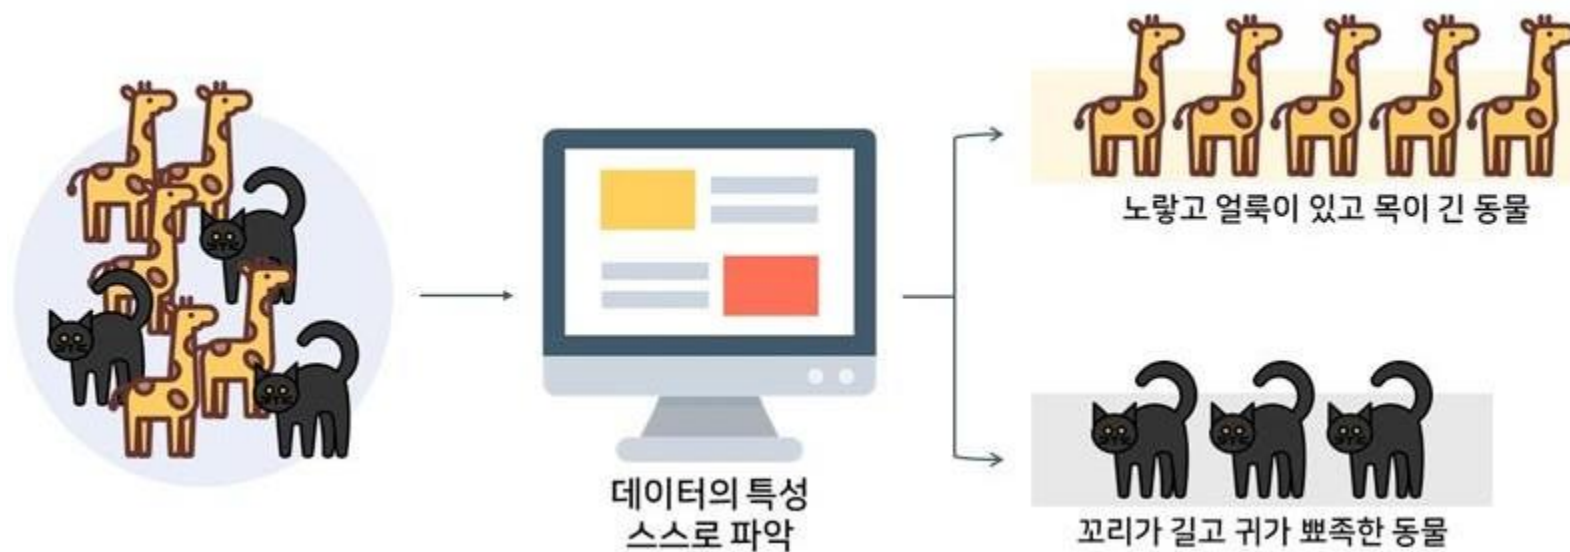 노랗고 얼룩이 있고 목이 긴 동물
데이터의 특성
스스로 파악
꼬리가 길고 귀가 뾰족한 동물